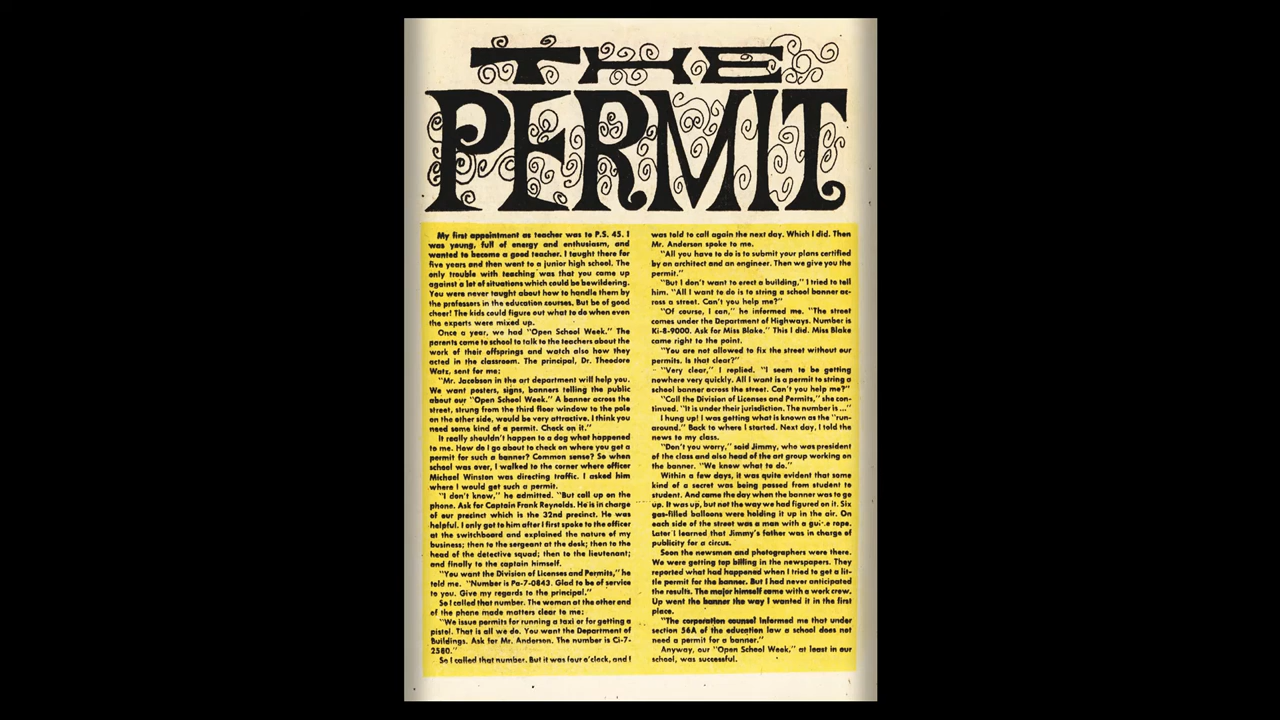 THE
PERMIT
My first appointment as teacher was to P.S. 45. I
was young, full of energy and enthusiasm, and
wanted to become a good teacher. I taught there for
five years and then went to a junior high school. The
only trouble with teaching was that you came up
against a lot of situations which could be bewildering.
You were never taught about how to handle them by
the professors in the education courses. But be of good
cheer! The kids could figure out what to do when even
the experts were mixed up.
Once a year, we had "Open School Week." The
parents came to school to talk to the teachers about the
work of their offsprings and watch also how they
acted in the classroom. The principal, Dr. Theodore
Watz, sent for me:
"Mr. Jacobson in the art department will help you.
We want posters, signs, banners telling the public
about our "Open School Week." A banner across the
street, strung from the third floor window to the pole
on the other side, would be very attractive. I think you
need some kind of a permit. Check on it."
It really shouldn't happen to a dog what happened
to me. How do I go about to check on where you get a
permit for such a banner? Common sense? So when
school was over, I walked to the corner where officer
Michael Winston was directing traffic. I asked him
where I would get such a permit.
"I don't know," he admitted. "But call up on the
phone. Ask for Captain Frank Reynolds. He is in charge
of our precinct which is the 32nd precinct. He was
helpful. I only got to him after I first spoke to the officer
at the switchboard and explained the nature of my
business; then to the sergeant at the desk; then to the
head of the detective squad; then to the lieutenant;
and finally to the captain himself.
"You want the Division of Licenses and Permits," he
told me. "Number is Pa-7-0843. Glad to be of service
to you. Give my regards to the principal."
So I called that number. The woman at the other end
of the phone made matters clear to me:
"We issue permits for running a taxi or for getting a
pistol. That is all we do. You want the Department of
Buildings. Ask for Mr. Anderson. The number is Ci-7-
2580."
So I called that number. But it was four o'clock, and I
was told to call again the next day. Which I did. Then
Mr. Anderson spoke to me.
"All you have to do is to submit your plans certified
by an architect and an engineer. Then we give you the
permit."
"But I don't want to erect a building," I tried to tell
him. "All I want to do is to string a school banner ac-
ross a street. Can't you help me?"
"Of course, I can," he informed me. "The street
comes under the Department of Highways. Number is
Ki-8-9000. Ask for Miss Blake." This I did. Miss Blake
came right to the point.
"You are not allowed to fix the street without our
permits. Is that clear?"
"Very clear," I replied. "I seem to be getting
nowhere very quickly. All I want is a permit to string a
school banner across the street. Can't you help me?"
"Call the Division of Licenses and Permits," she con-
tinued. "It is under their jurisdiction. The number is ..."
I hung up! I was getting what is known as the "run-
around." Back to where I started. Next day, I told the
news to my class.
"Don't you worry," said Jimmy, who was president
of the class and also head of the art group working on
the banner. "We know what to do."
Within a few days, it was quite evident that some
kind of a secret was being passed from student to
student. And came the day when the banner was to go
up. It was up, but not the way we had figured on it. Six
gas-filled balloons were holding it up in the air. On
each side of the street was a man with a guide rope.
Later I learned that Jimmy's father was in charge of
publicity for a circus.
Soon the newsmen and photographers were there.
We were getting top billing in the newspapers. They
reported what had happened when I tried to get a lit-
tle permit for the banner. But I had never anticipated
the results. The major himself came with a work crew.
Up went the banner the way I wanted it in the first
place.
"The corporation counsel informed me that under
section 56A of the education law a school does not
need a permit for a banner."
Anyway, our "Open School Week," at least in our
school, was successful.